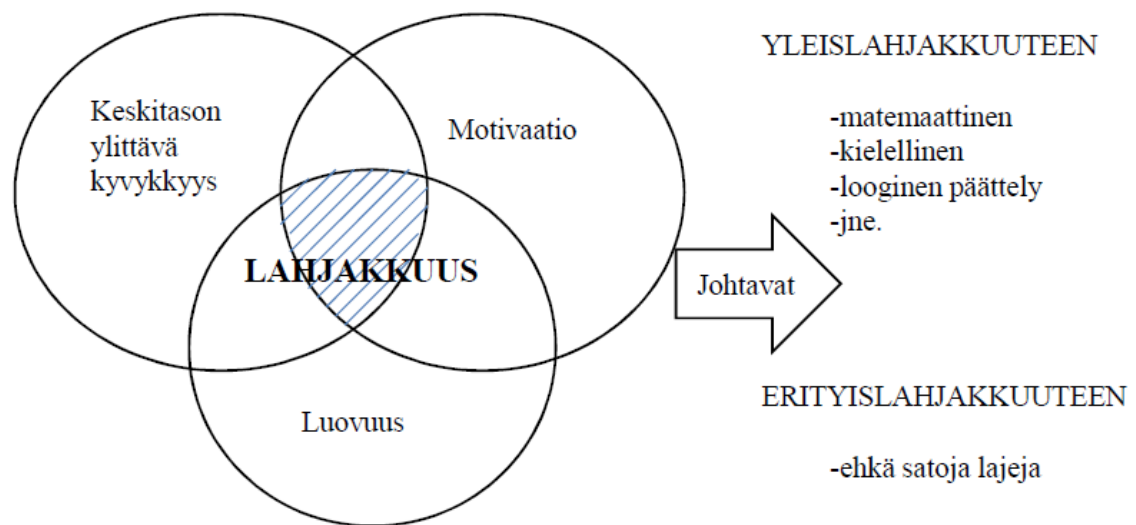 Keskitason
ylittävä
kyvykkyys
Motivaatio
LAHJAKKUUS
Luovuus
Johtavat
YLEISLAHJAKKUUTEEN
-matemaattinen
-kielellinen
-looginen päättely
-jne.
ERITYISLAHJAKKUUTEEN
-ehkä satoja lajeja